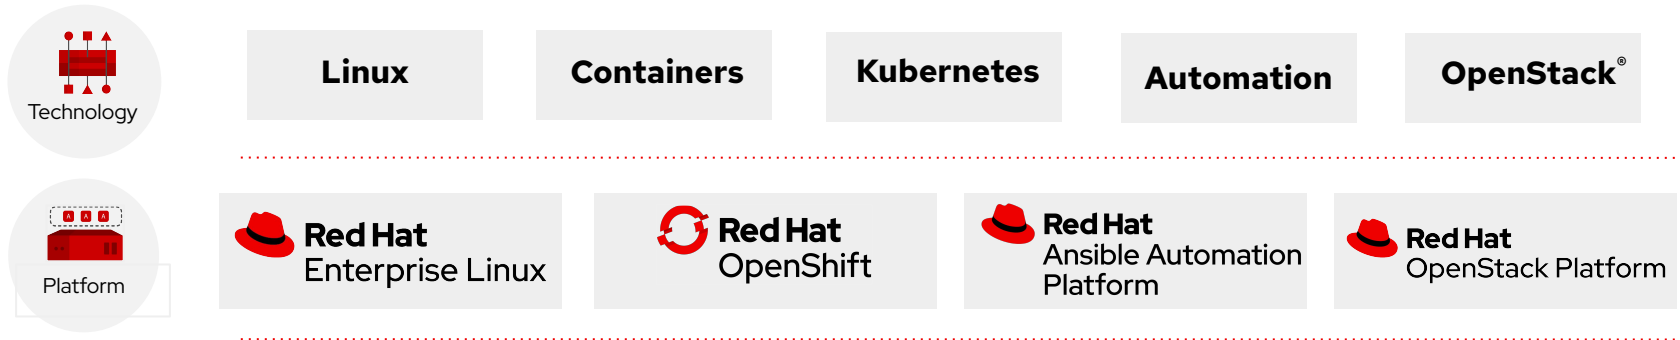 Technology
Linux
Containers
Kubernetes
Automation
OpenStack®
A A A
Platform
Red Hat
Enterprise Linux
Red Hat
OpenShift
Red Hat
Ansible Automation
Platform
Red Hat
OpenStack Platform